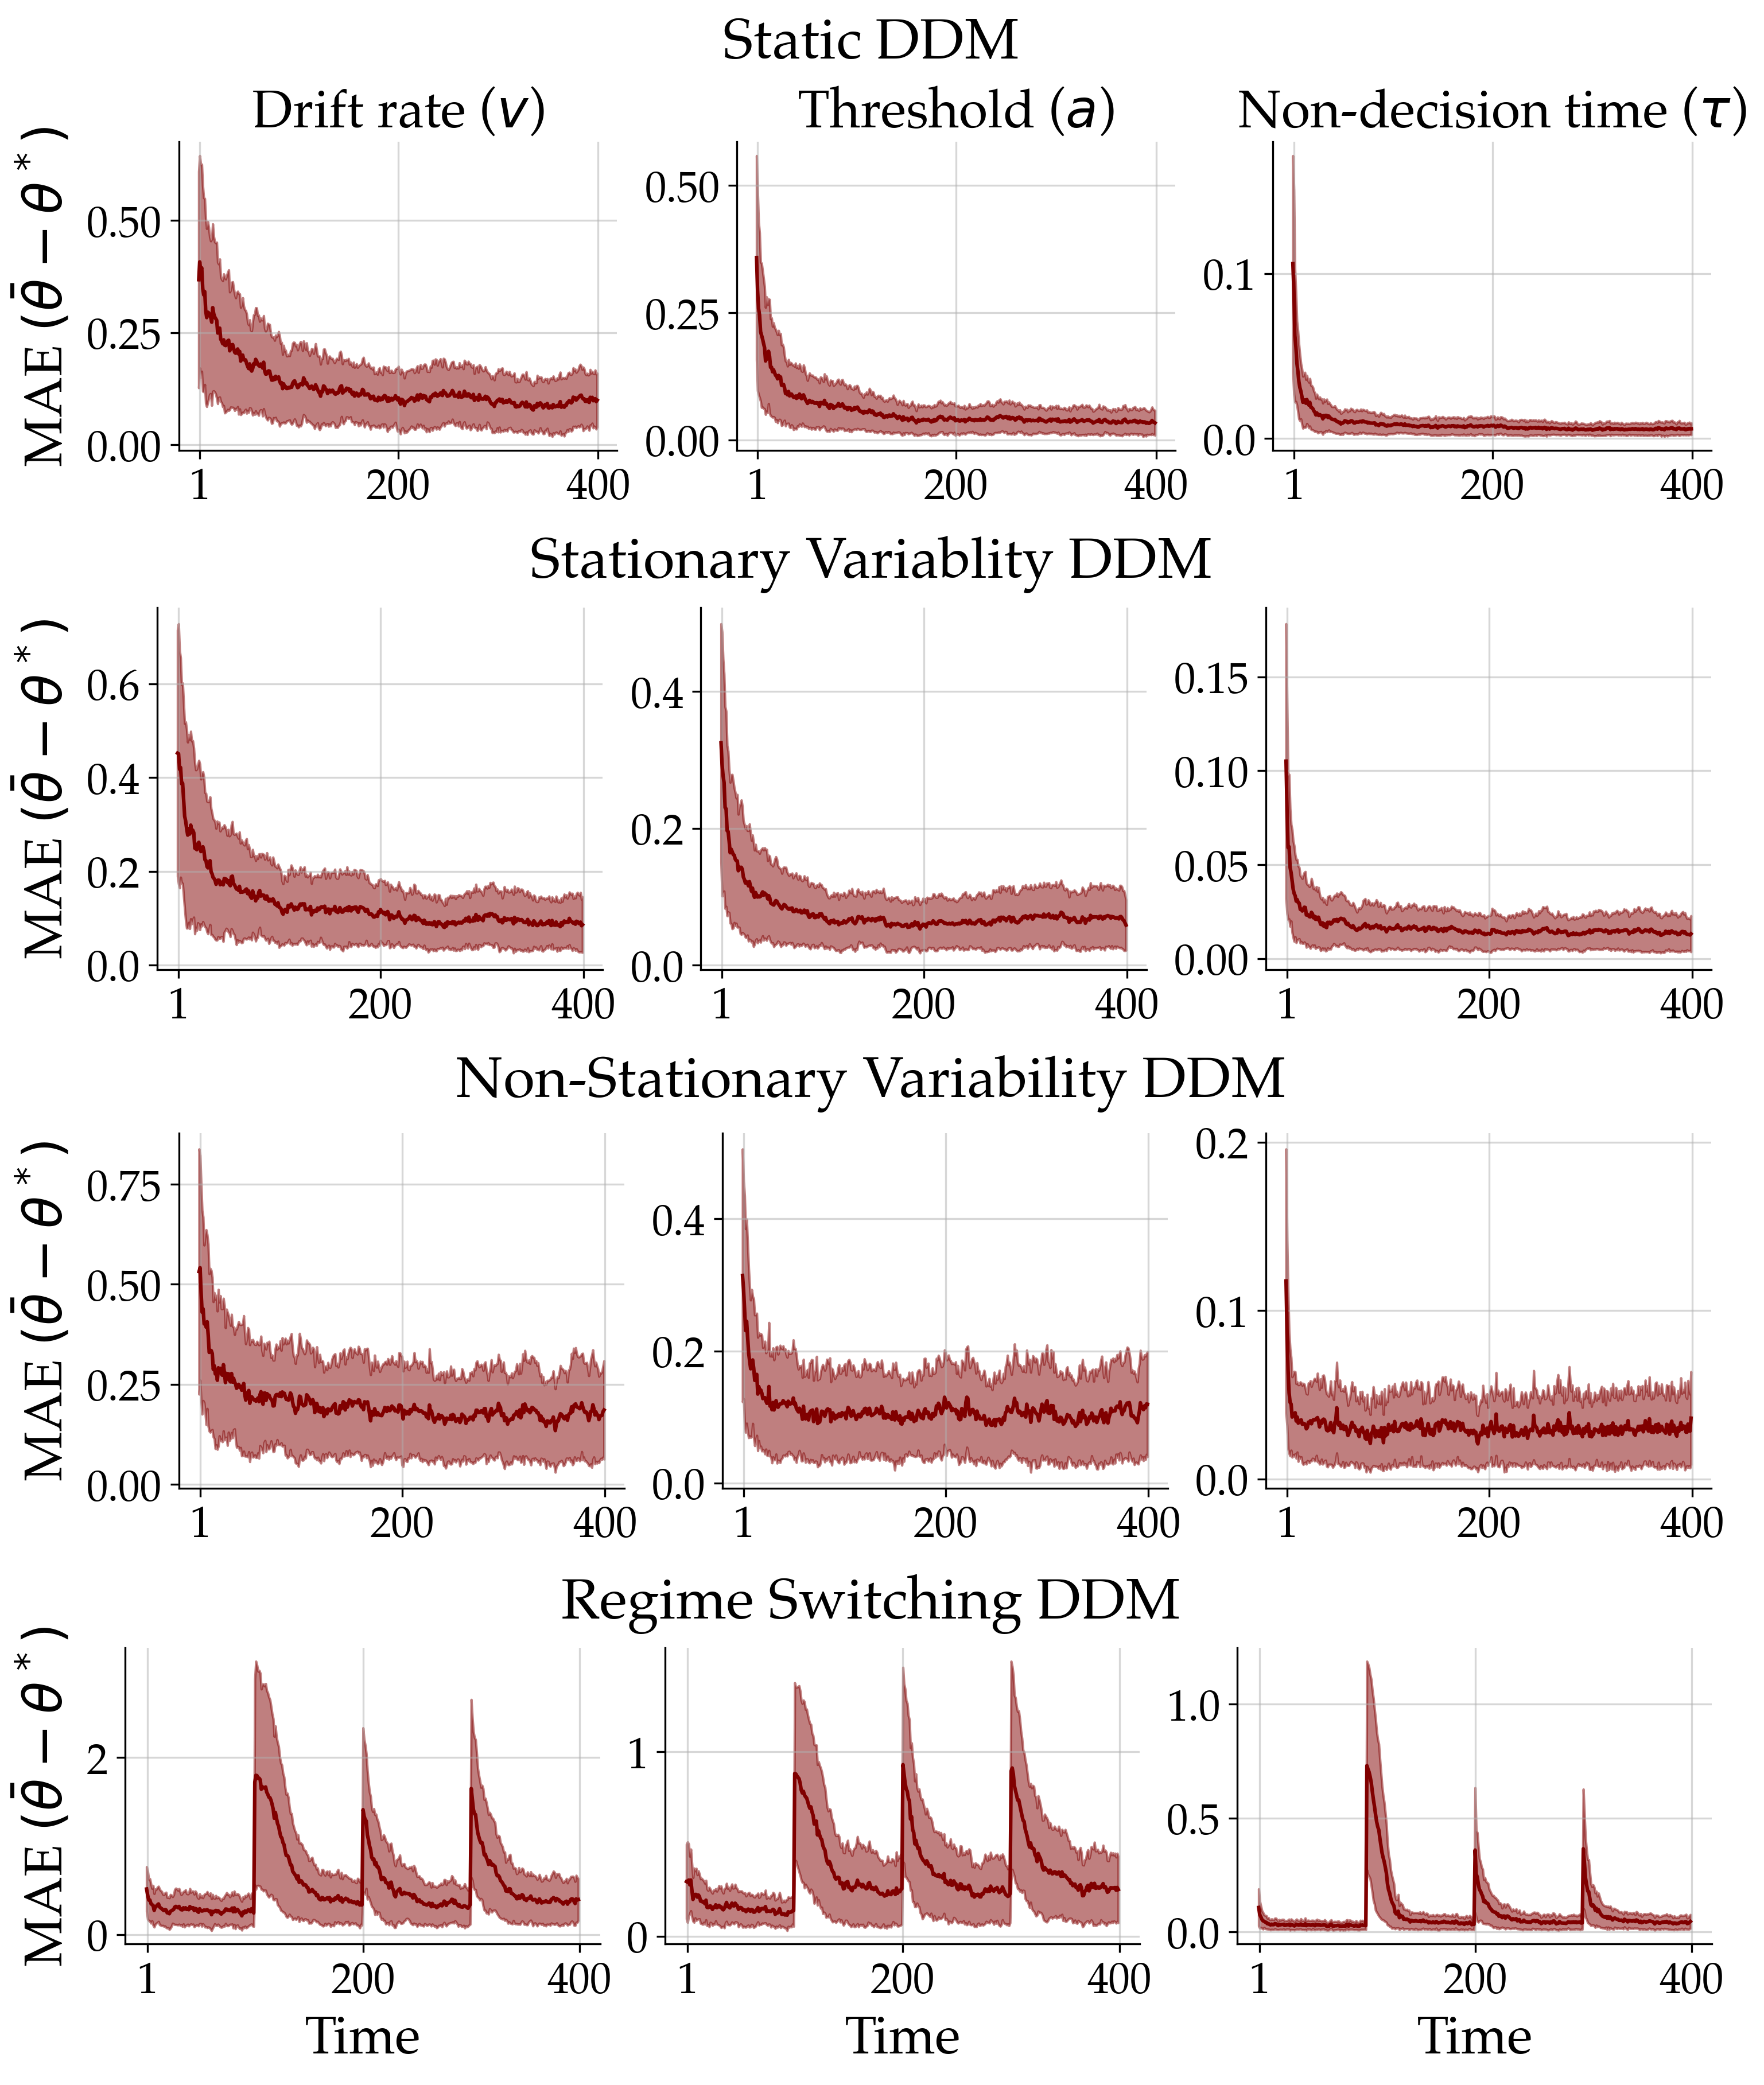 Static DDM
Drift rate (v) Threshold (a) Non-decision time (τ)
MAE (θ̄ − θ*)
0.50
0.25
0.00
1 200 400
0.50
0.25
0.00
1 200 400
0.1
0.0
1 200 400
Stationary Variablity DDM
MAE (θ̄ − θ*)
0.6
0.4
0.2
0.0
1 200 400
0.4
0.2
0.0
1 200 400
0.15
0.10
0.05
0.00
1 200 400
Non-Stationary Variability DDM
MAE (θ̄ − θ*)
0.75
0.50
0.25
0.00
1 200 400
0.4
0.2
0.0
1 200 400
0.2
0.1
0.0
1 200 400
Regime Switching DDM
MAE (θ̄ − θ*)
2
0
1 200 400
Time
1
0
1 200 400
Time
1.0
0.5
0.0
1 200 400
Time